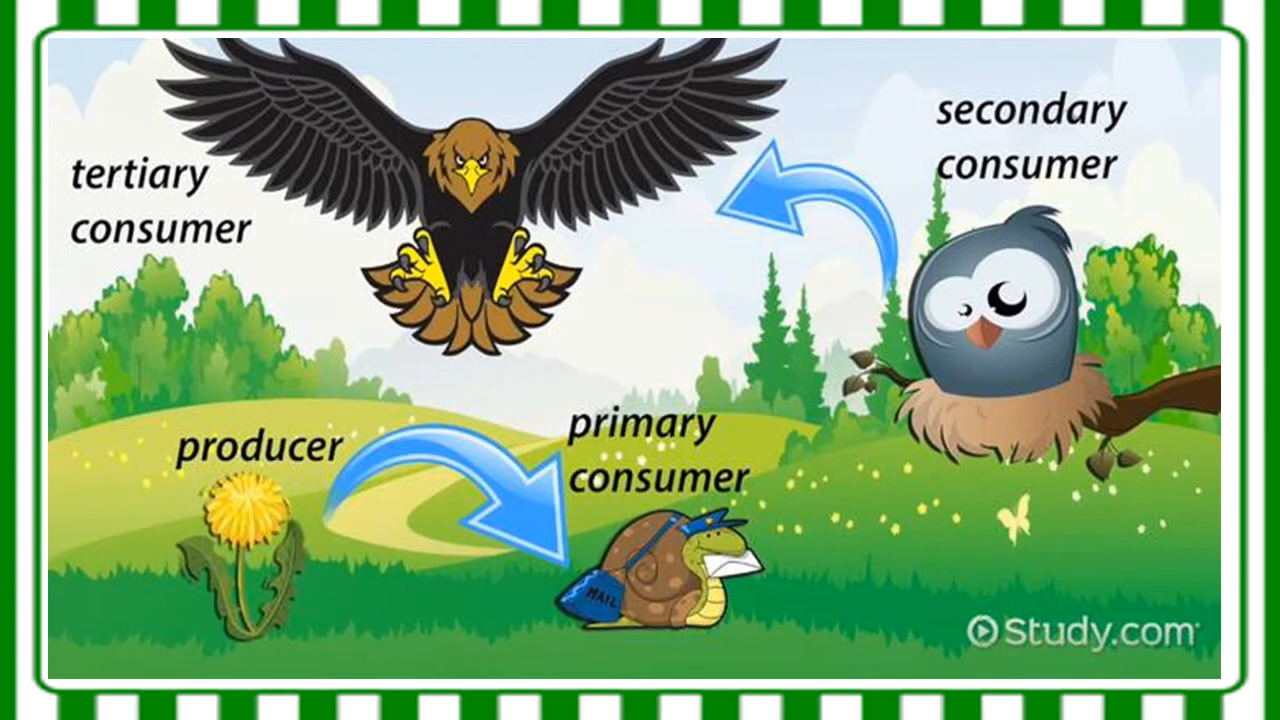 secondary
consumer
tertiary
consumer
producer
primary
consumer
MAIL
Study.com